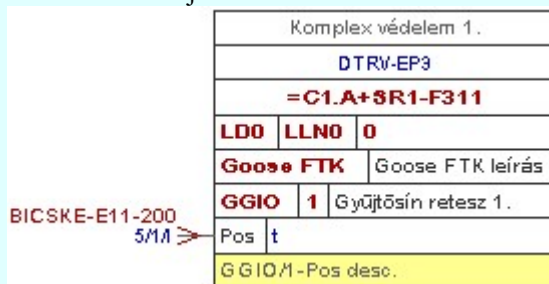 Komplex védelem 1.
DTRV-EP3
=C1.A+SR1-F311
LD0 LLN0 0
Goose FTK Goose FTK leírás
GGIO 1 Gyűjtősín retesz 1.
BICSKE-E11-200
5/1/1 Pos t
GGIO/1-Pos desc.